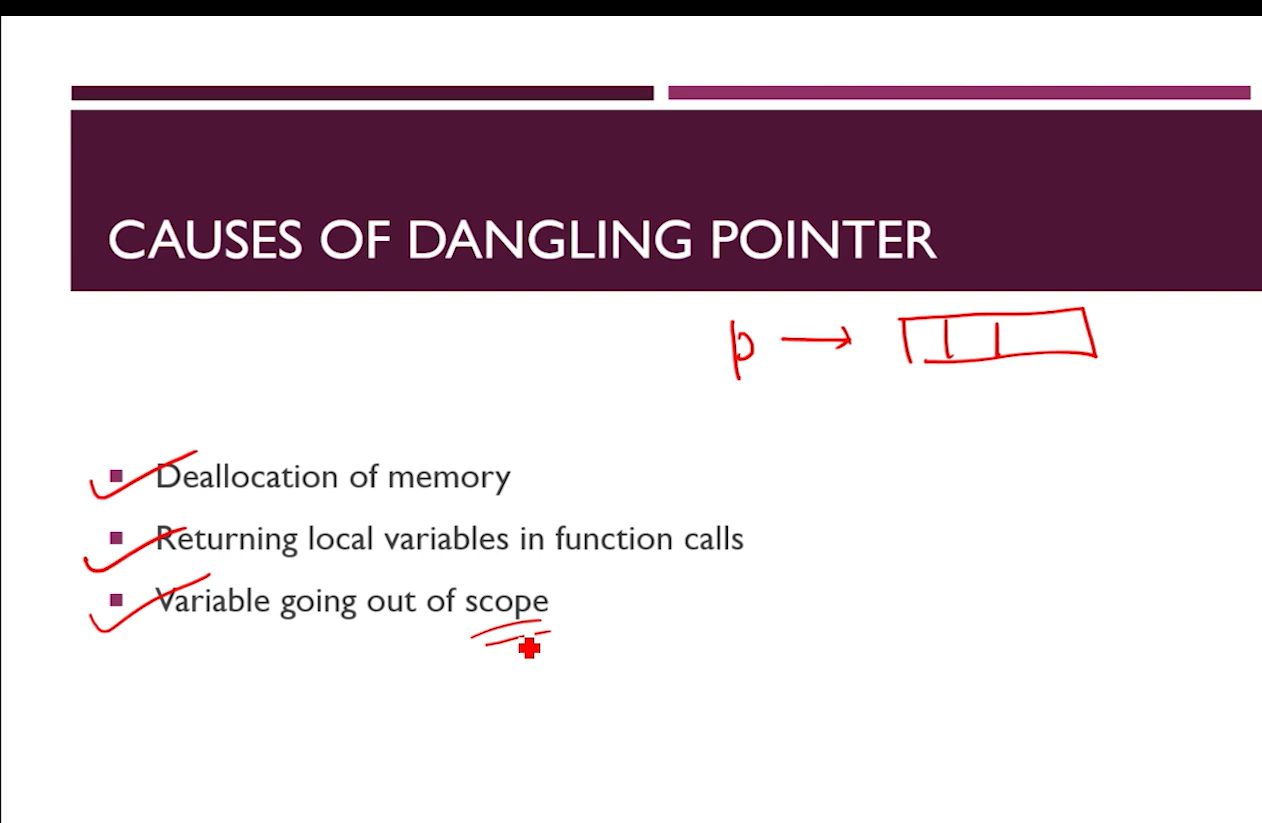 CAUSES OF DANGLING POINTER
p →
Deallocation of memory
Returning local variables in function calls
Variable going out of scope